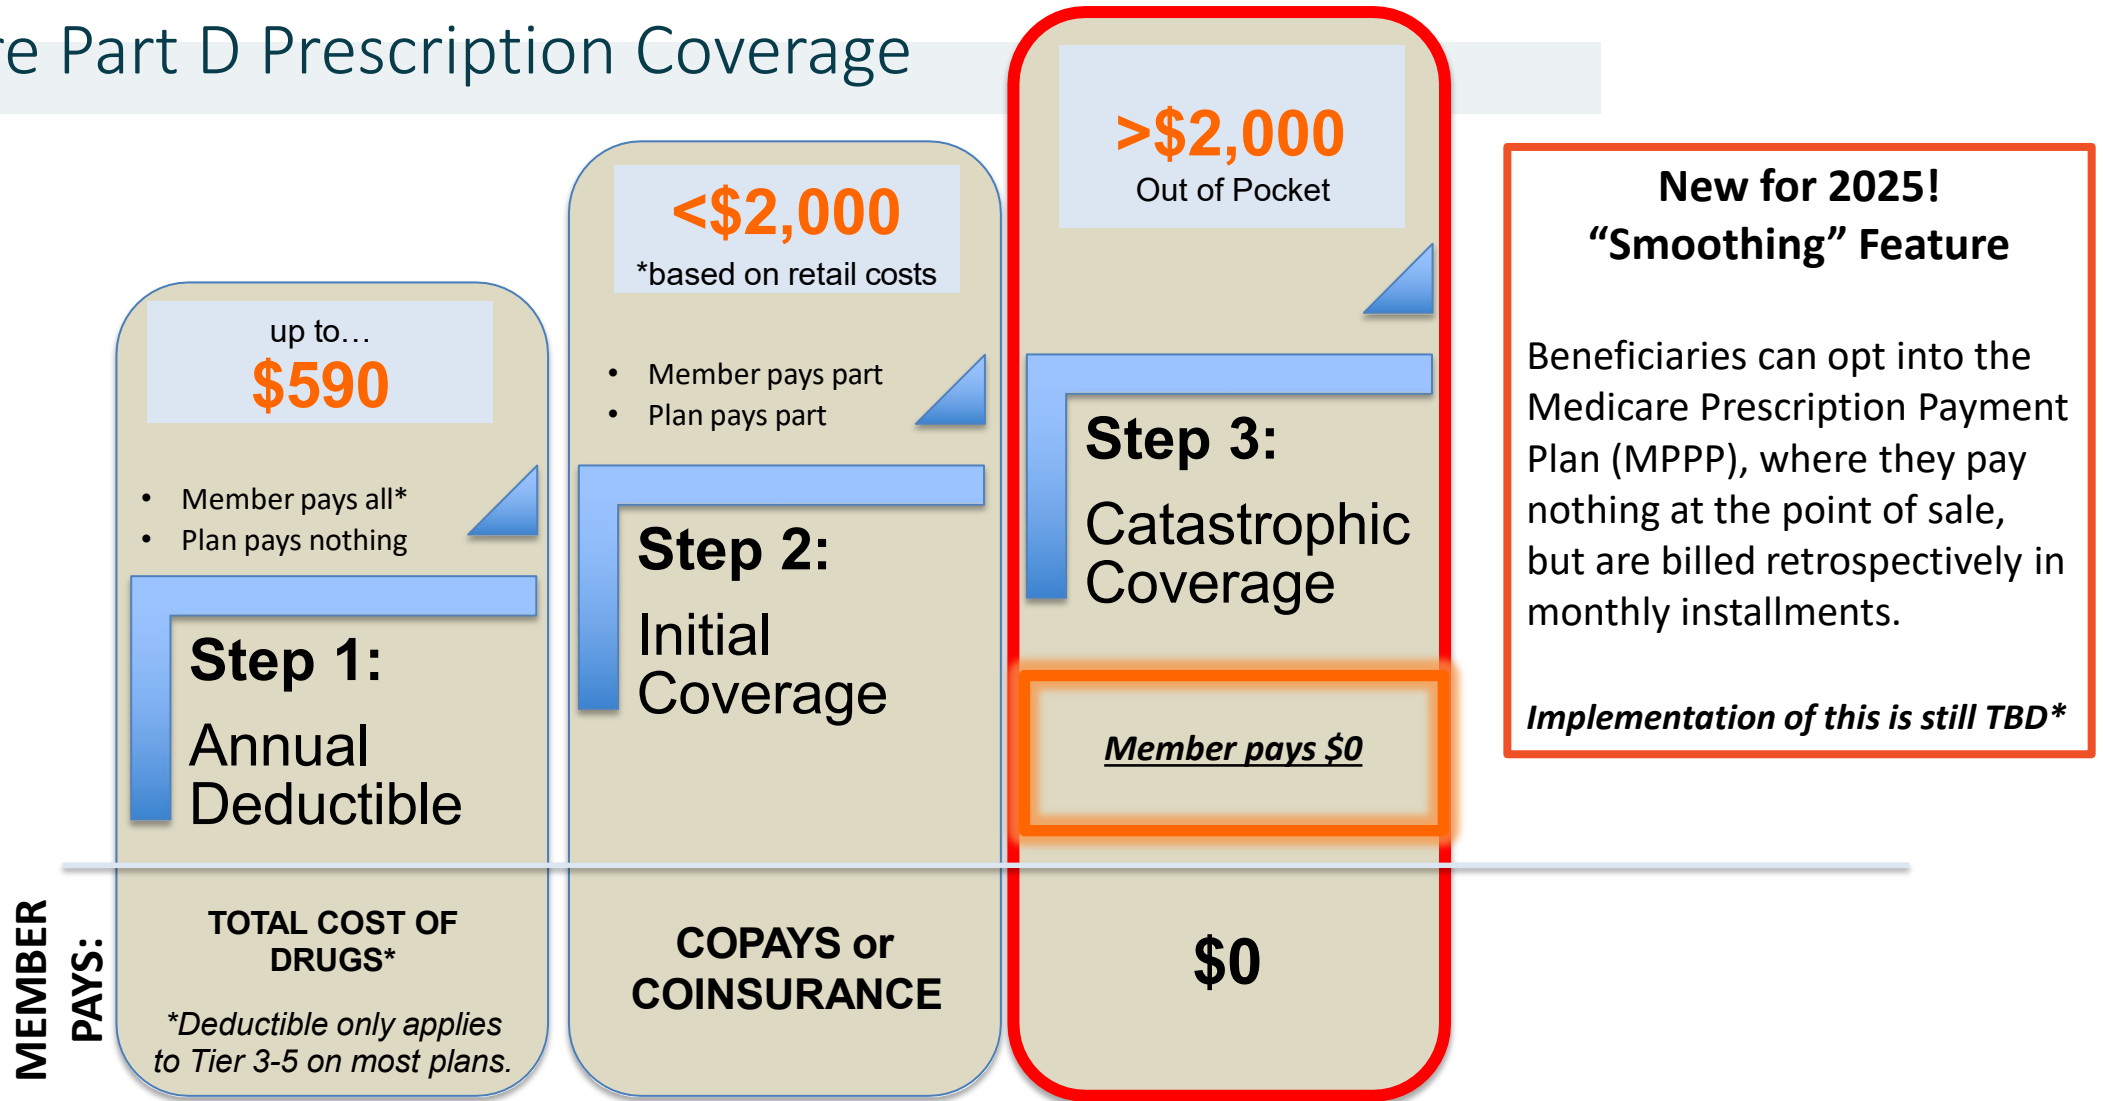 re Part D Prescription Coverage
up to…
$590
• Member pays all*
• Plan pays nothing
Step 1:
Annual
Deductible
<$2,000
*based on retail costs
• Member pays part
• Plan pays part
Step 2:
Initial
Coverage
>$2,000
Out of Pocket
Step 3:
Catastrophic
Coverage
Member pays $0
New for 2025!
“Smoothing” Feature
Beneficiaries can opt into the
Medicare Prescription Payment
Plan (MPPP), where they pay
nothing at the point of sale,
but are billed retrospectively in
monthly installments.
Implementation of this is still TBD*
MEMBER
PAYS:
TOTAL COST OF
DRUGS*
*Deductible only applies
to Tier 3-5 on most plans.
COPAYS or
COINSURANCE
$0